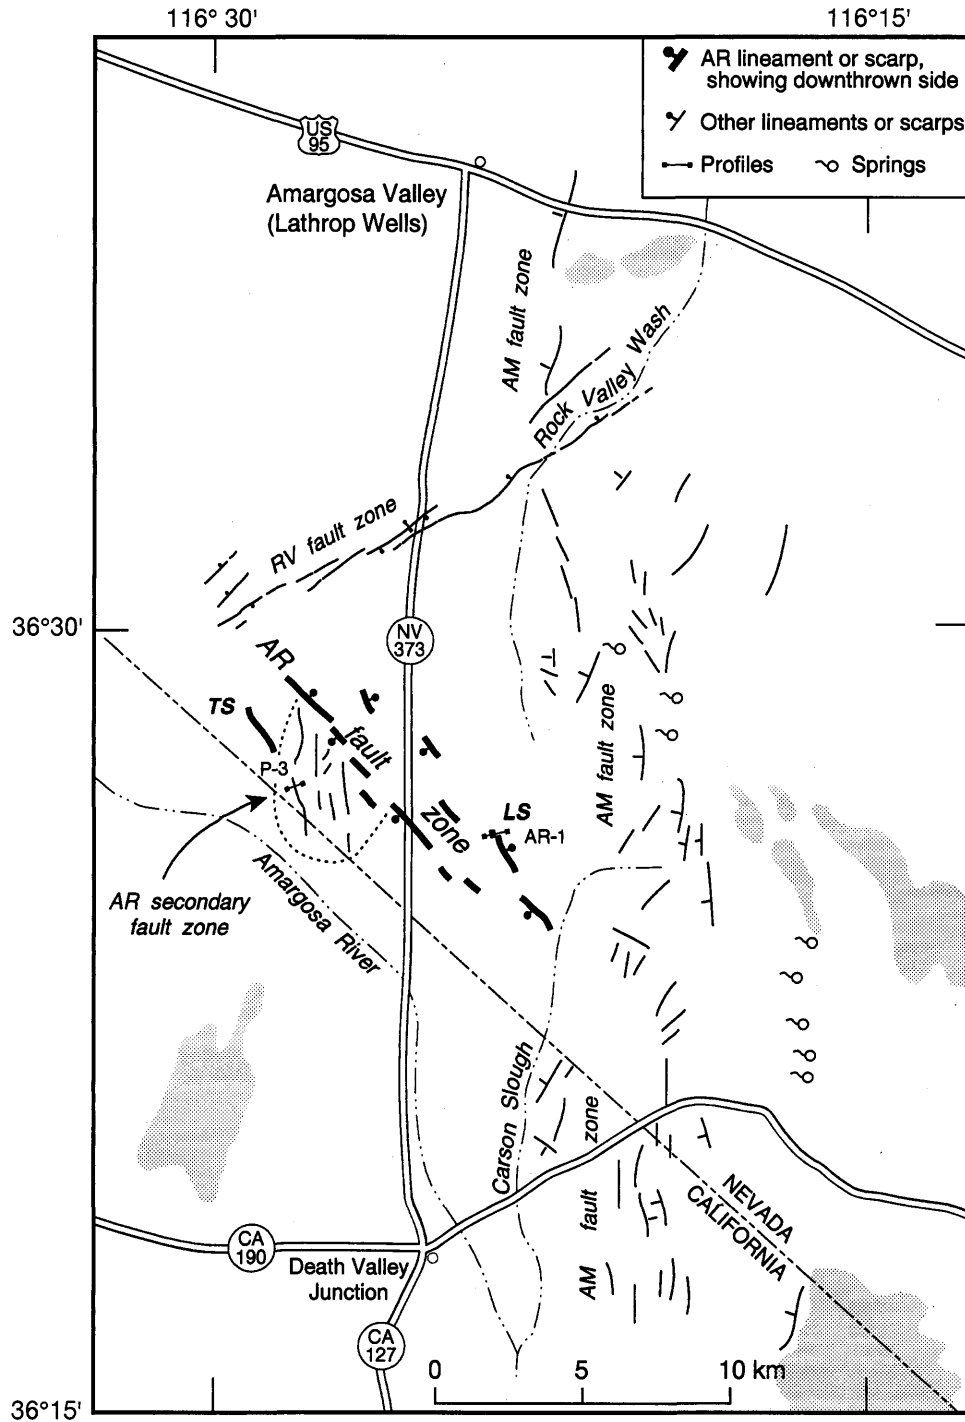 116° 30'
116° 15'
AR lineament or scarp,
showing downthrown side
Other lineaments or scarps
Profiles
Springs
US
95
Amargosa Valley
(Lathrop Wells)
AM fault zone
Rock Valley Wash
RV fault zone
36° 30'
NV
373
AR
fault
zone
TS
P-3
AM fault zone
LS
AR-1
AR secondary
fault zone
Amargosa River
Carson Slough
AM fault zone
NEVADA
CALIFORNIA
CA
190
Death Valley
Junction
CA
127
0 5 10 km
36° 15'